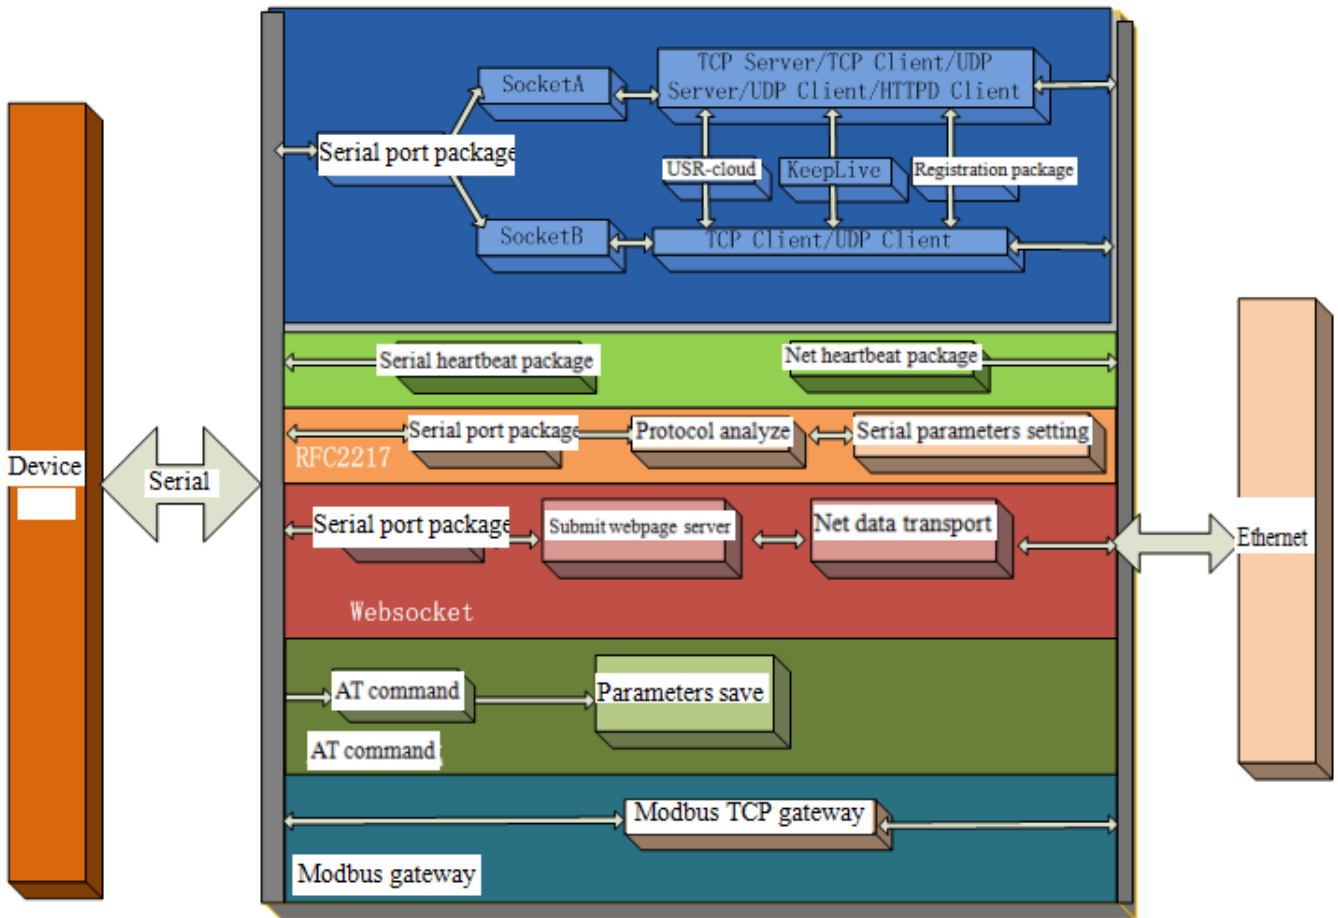 TCP Server/TCP Client/UDP
Server/UDP Client/HTTPD Client
SocketA
Serial port package
USR-cloud
KeepLive
Registration package
SocketB
TCP Client/UDP Client
Serial heartbeat package
Net heartbeat package
Serial port package
Protocol analyze
Serial parameters setting
RFC2217
Device
Serial
Serial port package
Submit webpage server
Net data transport
Ethernet
Websocket
AT command
Parameters save
AT command
Modbus TCP gateway
Modbus gateway